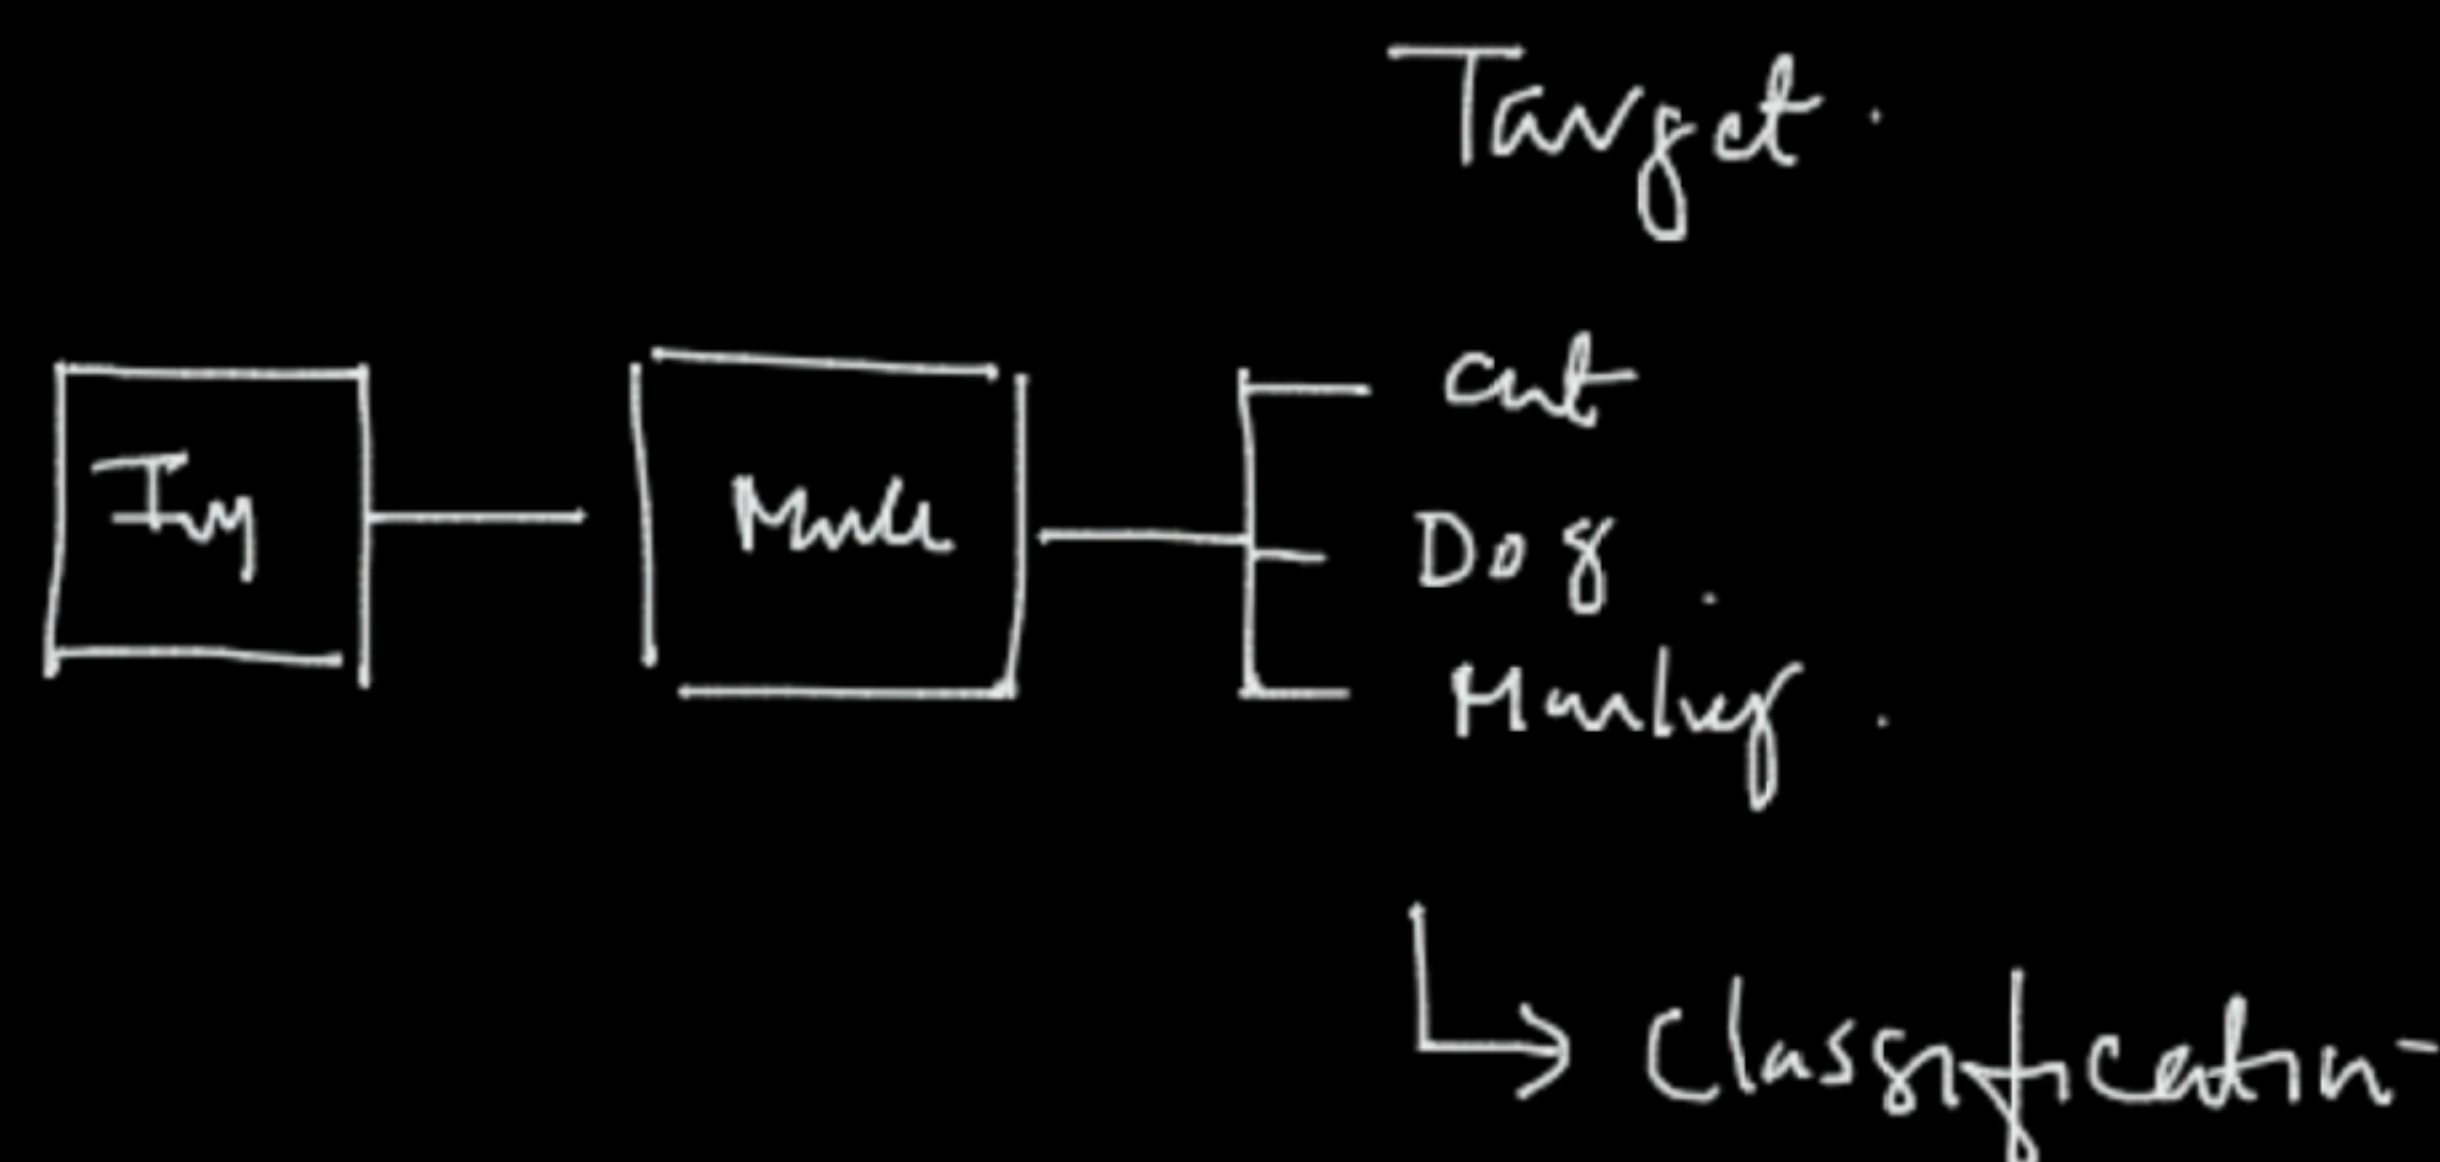 Target.
Cat
Img
Model
Dog.
Monkey.
Classification